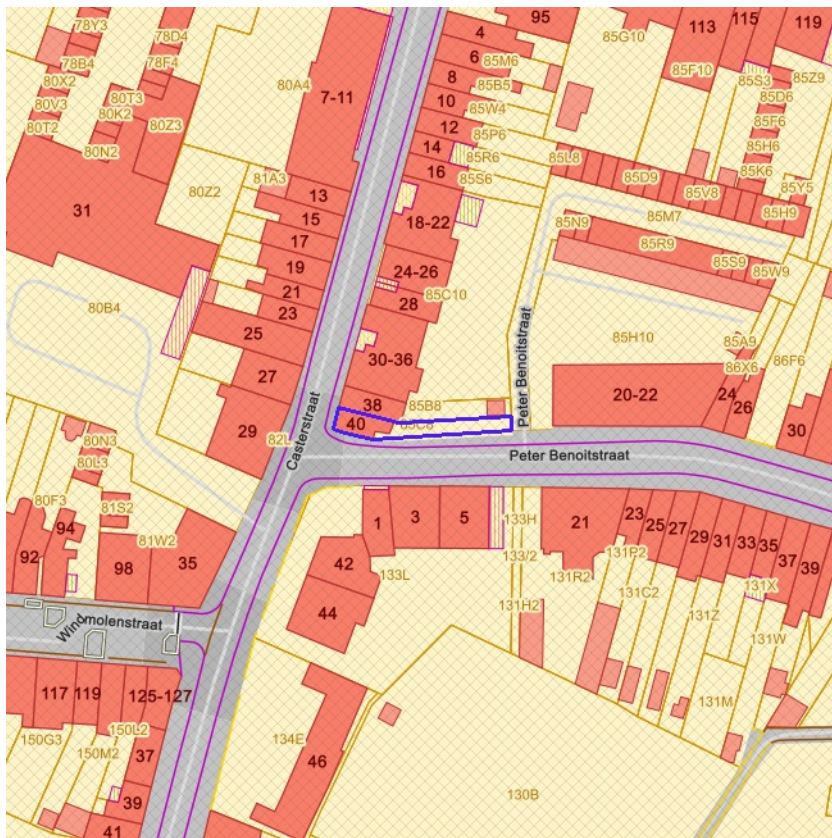 78Y3
78D4
95
4
85G10
113
115
119
78B4
78F4
6
85M6
85F10
85S3
85Z9
80X2
80A4
8
85B5
85D6
80V3
80T3
7-11
10
85W4
85F6
80T2
80K2
80Z3
12
85P6
85H6
80N2
14
85R6
85L8
85K6
80Z2
81A3
16
85S6
85D9
85V8
85Y5
31
13
18-22
85N9
85M7
85H9
15
85R9
17
85S9
19
24-26
85W9
21
28
85C10
80B4
23
85H10
25
30-36
Peter Benoitstraat
85A9
86F6
27
86X6
20-22
24
26
38
85B8
40
85C8
30
29
82L
Casterstraat
Peter Benoitstraat
80N3
80L3
80F3
81S2
94
1
3
5
133H
21
23
25
27
29
31
33
35
37
39
92
81W2
98
35
42
133L
133/2
131P2
131R2
131C2
131X
44
131H2
131Z
131W
Windmolenstraat
117
119
125-127
131M
150G3
150L2
150M2
37
134E
46
130B
39
41